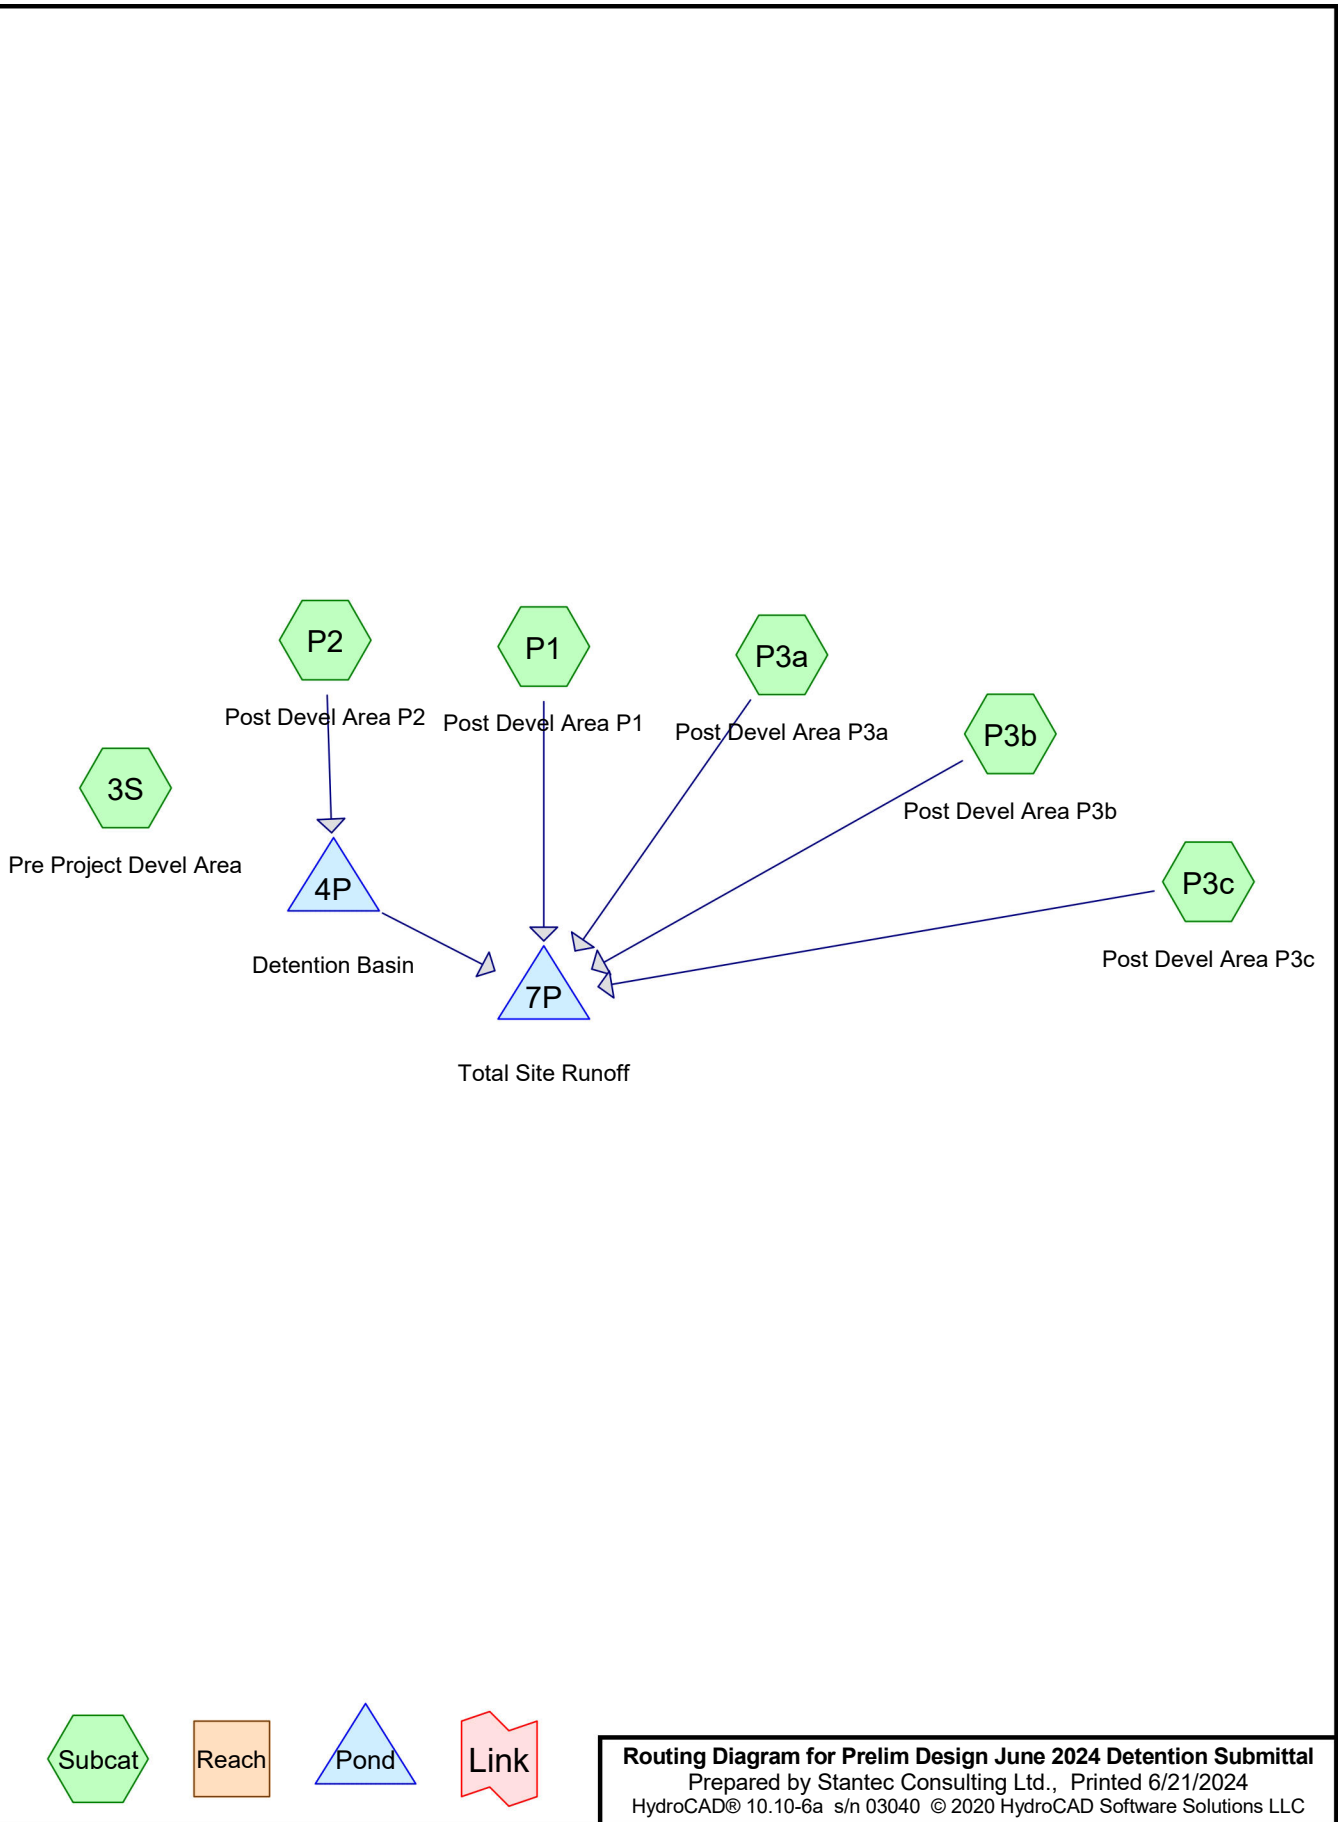 P2
P1
P3a
Post Devel Area P2
Post Devel Area P1
Post Devel Area P3a
P3b
3S
Post Devel Area P3b
Pre Project Devel Area
4P
P3c
Detention Basin
Post Devel Area P3c
7P
Total Site Runoff
Subcat
Reach
Pond
Link
Routing Diagram for Prelim Design June 2024 Detention Submittal
Prepared by Stantec Consulting Ltd., Printed 6/21/2024
HydroCAD® 10.10-6a s/n 03040 © 2020 HydroCAD Software Solutions LLC